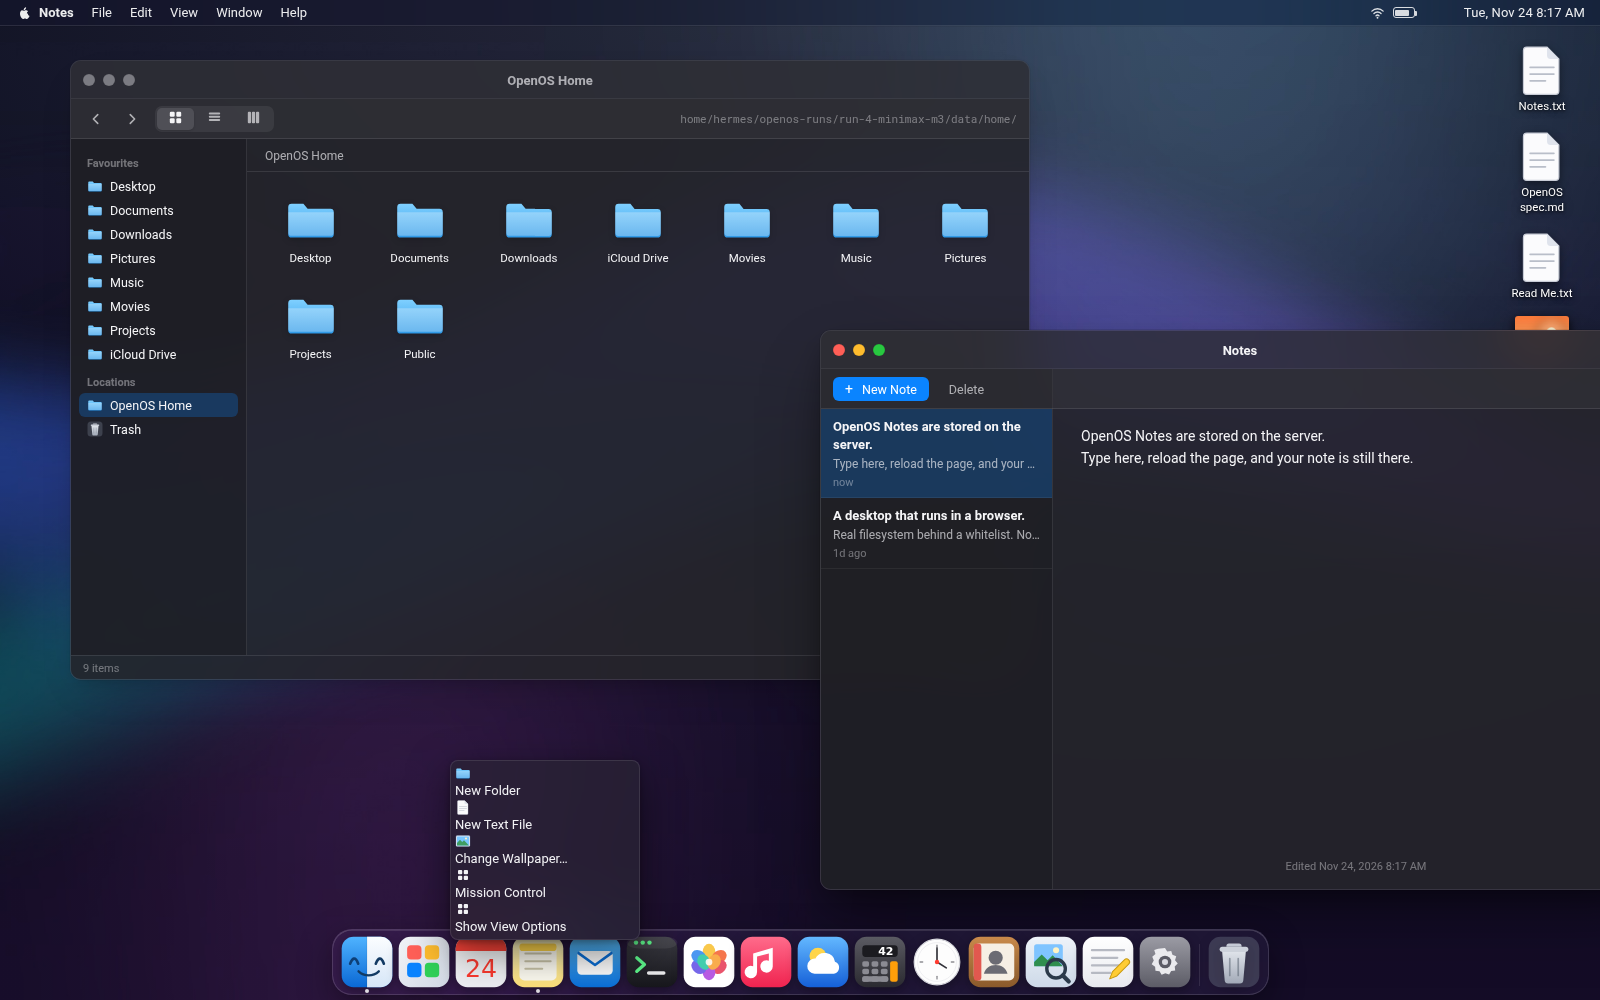 Notes File Edit View Window Help
Tue, Nov 24 8:17 AM
OpenOS Home
home/hermes/openos-runs/run-4-minimax-m3/data/home/
Favourites
Desktop
Documents
Downloads
Pictures
Music
Movies
Projects
iCloud Drive
Locations
OpenOS Home
Trash
OpenOS Home
Desktop Documents Downloads iCloud Drive Movies Music Pictures
Projects Public
9 items
Notes.txt
OpenOS
spec.md
Read Me.txt
Notes
+ New Note Delete
OpenOS Notes are stored on the
server.
Type here, reload the page, and your …
now
A desktop that runs in a browser.
Real filesystem behind a whitelist. No…
1d ago
OpenOS Notes are stored on the server.
Type here, reload the page, and your note is still there.
Edited Nov 24, 2026 8:17 AM
New Folder
New Text File
Change Wallpaper…
Mission Control
Show View Options
24
42